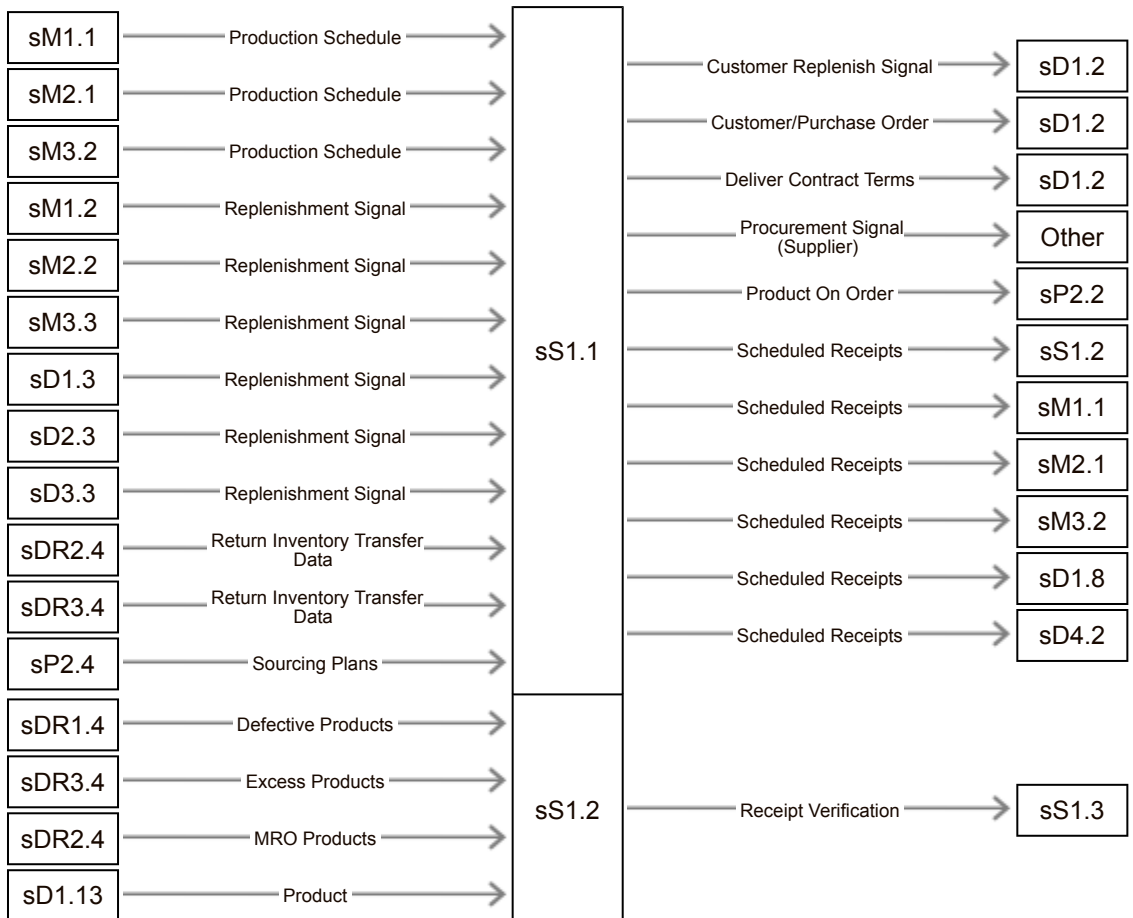 sM1.1
Production Schedule
sM2.1
Production Schedule
sM3.2
Production Schedule
sM1.2
Replenishment Signal
sM2.2
Replenishment Signal
sM3.3
Replenishment Signal
sD1.3
Replenishment Signal
sD2.3
Replenishment Signal
sD3.3
Replenishment Signal
sDR2.4
Return Inventory Transfer
Data
sDR3.4
Return Inventory Transfer
Data
sP2.4
Sourcing Plans
sS1.1
Customer Replenish Signal
sD1.2
Customer/Purchase Order
sD1.2
Deliver Contract Terms
sD1.2
Procurement Signal
(Supplier)
Other
Product On Order
sP2.2
Scheduled Receipts
sS1.2
Scheduled Receipts
sM1.1
Scheduled Receipts
sM2.1
Scheduled Receipts
sM3.2
Scheduled Receipts
sD1.8
Scheduled Receipts
sD4.2
sDR1.4
Defective Products
sDR3.4
Excess Products
sDR2.4
MRO Products
sD1.13
Product
sS1.2
Receipt Verification
sS1.3